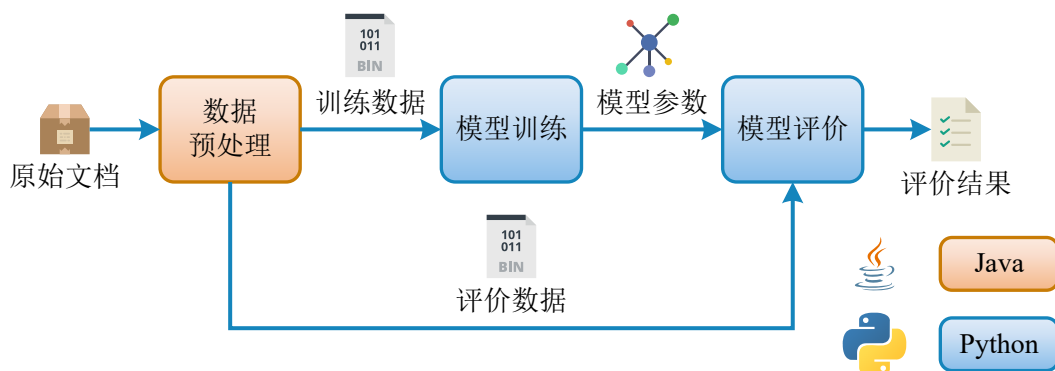 101
011
BIN
训练数据
模型参数
原始文档
数据
预处理
模型训练
模型评价
评价结果
101
011
BIN
评价数据
Java
Python